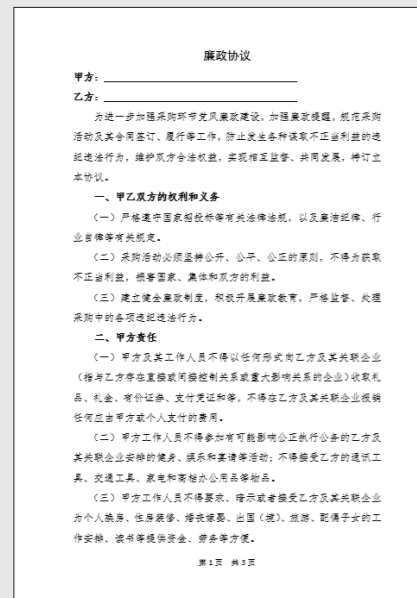 廉政协议
甲方：
乙方：
为进一步加强采购环节党风廉政建设，加强廉政提醒，规范采购
活动及其合同签订、履行等工作，防止发生各种谋取不正当利益的违
纪违法行为，维护双方合法权益，实现相互监督、共同发展，特订立
本协议。
一、甲乙双方的权利和义务
（一）严格遵守国家招投标等有关法律法规，以及廉洁纪律、行
业自律等有关规定。
（二）采购活动必须坚持公开、公平、公正的原则，不得为获取
不正当利益，损害国家、集体和双方的利益。
（三）建立健全廉政制度，积极开展廉政教育，严格监督、处理
采购中的各项违纪违法行为。
二、甲方责任
（一）甲方及其工作人员不得以任何形式向乙方及其关联企业
（指与乙方存在直接或间接控制关系或重大影响关系的企业）收取礼
品、礼金、有价证券、支付凭证和等，不得在乙方及其关联企业报销
任何应由甲方或个人支付的费用。
（二）甲方工作人员不得参加有可能影响公正执行公务的乙方及
其关联企业安排的健身、娱乐和宴请等活动；不得接受乙方的通讯工
具、交通工具、家电和高档办公用品等物品。
（三）甲方工作人员不得要求、暗示或者接受乙方及其关联企业
为个人换房、住房装修、婚丧嫁娶、出国（境）、旅游、配偶子女的工
作安排、读书等提供资金、劳务等方便。
第1页 共3页